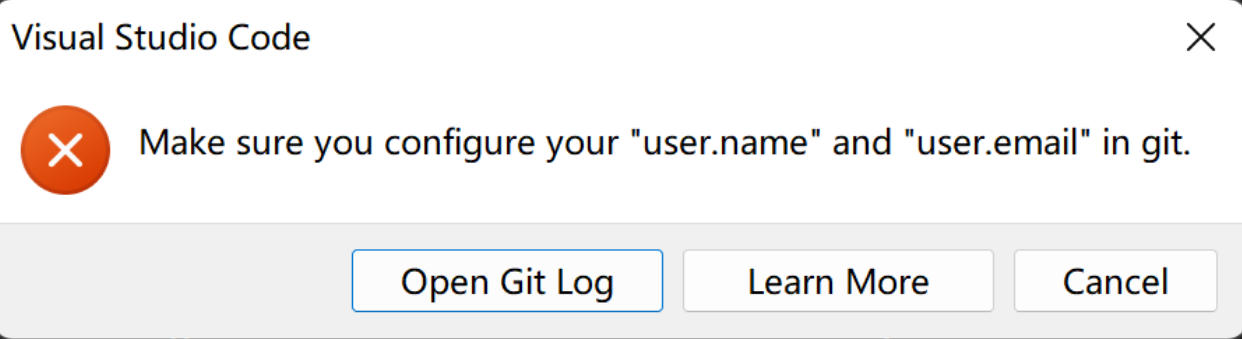 Visual Studio Code
Make sure you configure your "user.name" and "user.email" in git.
Open Git Log
Learn More
Cancel